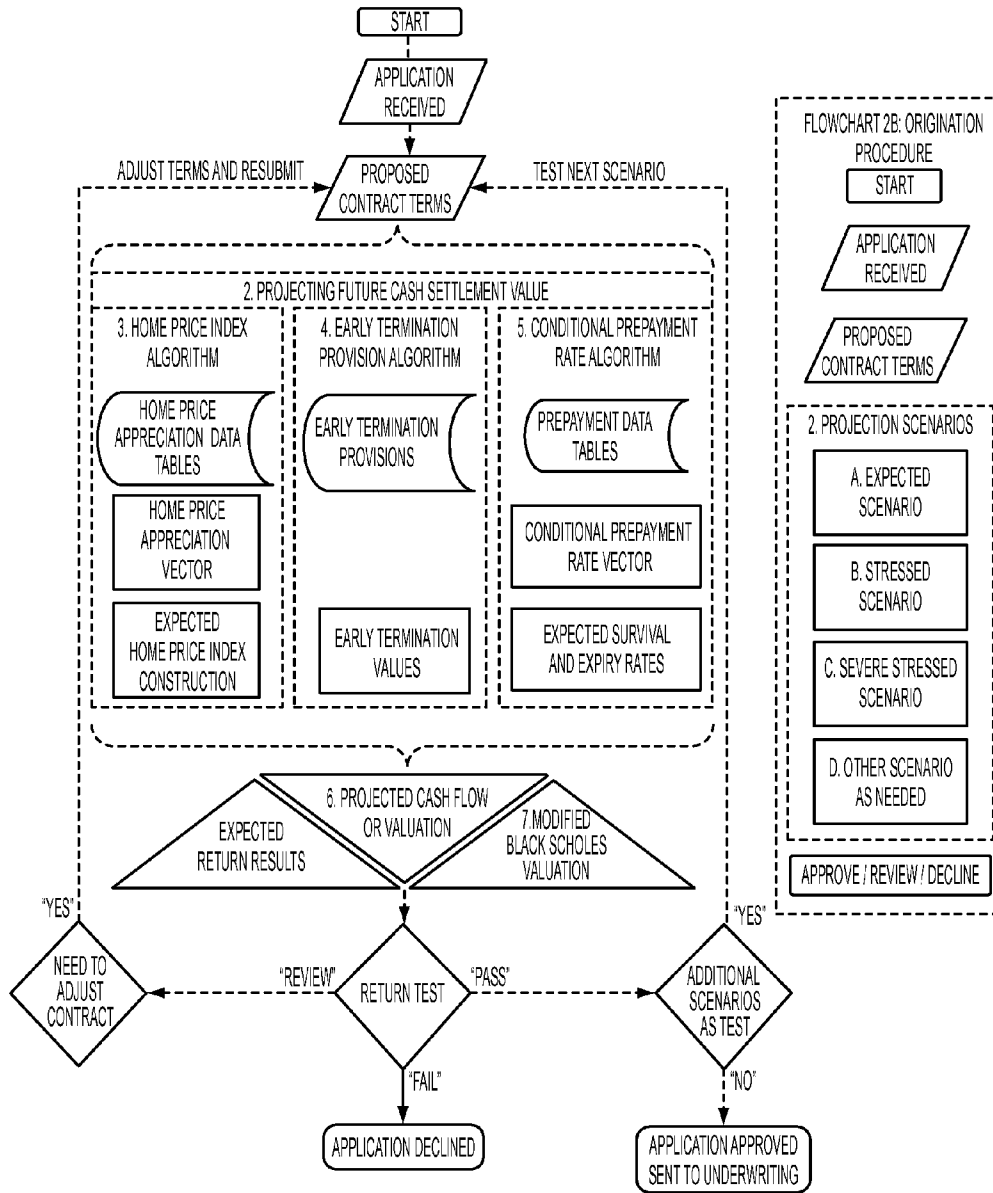 START
APPLICATION
RECEIVED
ADJUST TERMS AND RESUBMIT
PROPOSED
CONTRACT TERMS
TEST NEXT SCENARIO
2. PROJECTING FUTURE CASH SETTLEMENT VALUE
3. HOME PRICE INDEX
ALGORITHM
HOME PRICE
APPRECIATION DATA
TABLES
HOME PRICE
APPRECIATION
VECTOR
EXPECTED
HOME PRICE INDEX
CONSTRUCTION
4. EARLY TERMINATION
PROVISION ALGORITHM
EARLY TERMINATION
PROVISIONS
EARLY TERMINATION
VALUES
5. CONDITIONAL PREPAYMENT
RATE ALGORITHM
PREPAYMENT DATA
TABLES
CONDITIONAL PREPAYMENT
RATE VECTOR
EXPECTED SURVIVAL
AND EXPIRY RATES
EXPECTED
RETURN RESULTS
6. PROJECTED CASH FLOW
OR VALUATION
7.MODIFIED
BLACK SCHOLES
VALUATION
"YES"
NEED TO
ADJUST
CONTRACT
"REVIEW"
RETURN TEST
"PASS"
"YES"
ADDITIONAL
SCENARIOS
AS TEST
"FAIL"
"NO"
APPLICATION DECLINED
APPLICATION APPROVED
SENT TO UNDERWRITING
FLOWCHART 2B: ORIGINATION
PROCEDURE
START
APPLICATION
RECEIVED
PROPOSED
CONTRACT TERMS
2. PROJECTION SCENARIOS
A. EXPECTED
SCENARIO
B. STRESSED
SCENARIO
C. SEVERE STRESSED
SCENARIO
D. OTHER SCENARIO
AS NEEDED
APPROVE / REVIEW / DECLINE